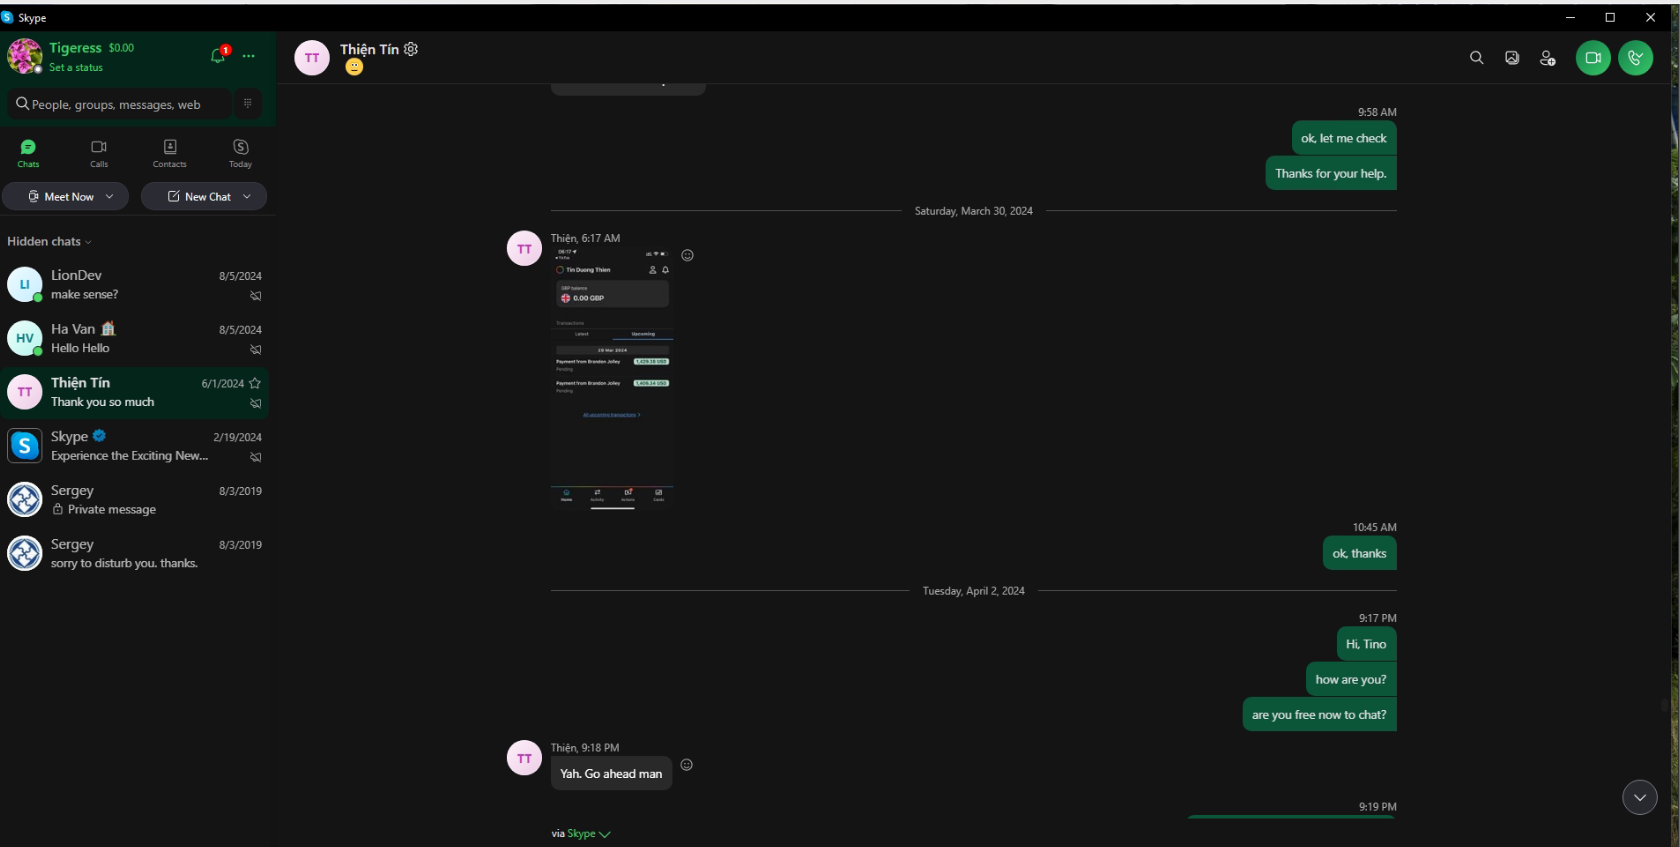 Skype
Tigeress $0.00
Set a status
1
People, groups, messages, web
Chats
Calls
Contacts
Today
Meet Now
New Chat
Hidden chats
LI
LionDev 8/5/2024
make sense?
HV
Ha Van 8/5/2024
Hello Hello
TT
Thiện Tín 6/1/2024
Thank you so much
Skype 2/19/2024
Experience the Exciting New...
Sergey 8/3/2019
Private message
Sergey 8/3/2019
sorry to disturb you. thanks.
TT
Thiện Tín
9:58 AM
ok, let me check
Thanks for your help.
Saturday, March 30, 2024
TT
Thiện, 6:17 AM
06:17
Tin Duong Thien
GBP balance
0.00 GBP
Transactions
Latest Upcoming
Payment from Brandon Jolley
Pending
Payment from Brandon Jolley
Pending
All upcoming transactions
Home Activity Actions Cards
10:45 AM
ok, thanks
Tuesday, April 2, 2024
9:17 PM
Hi, Tino
how are you?
are you free now to chat?
TT
Thiện, 9:18 PM
Yah. Go ahead man
9:19 PM
via Skype